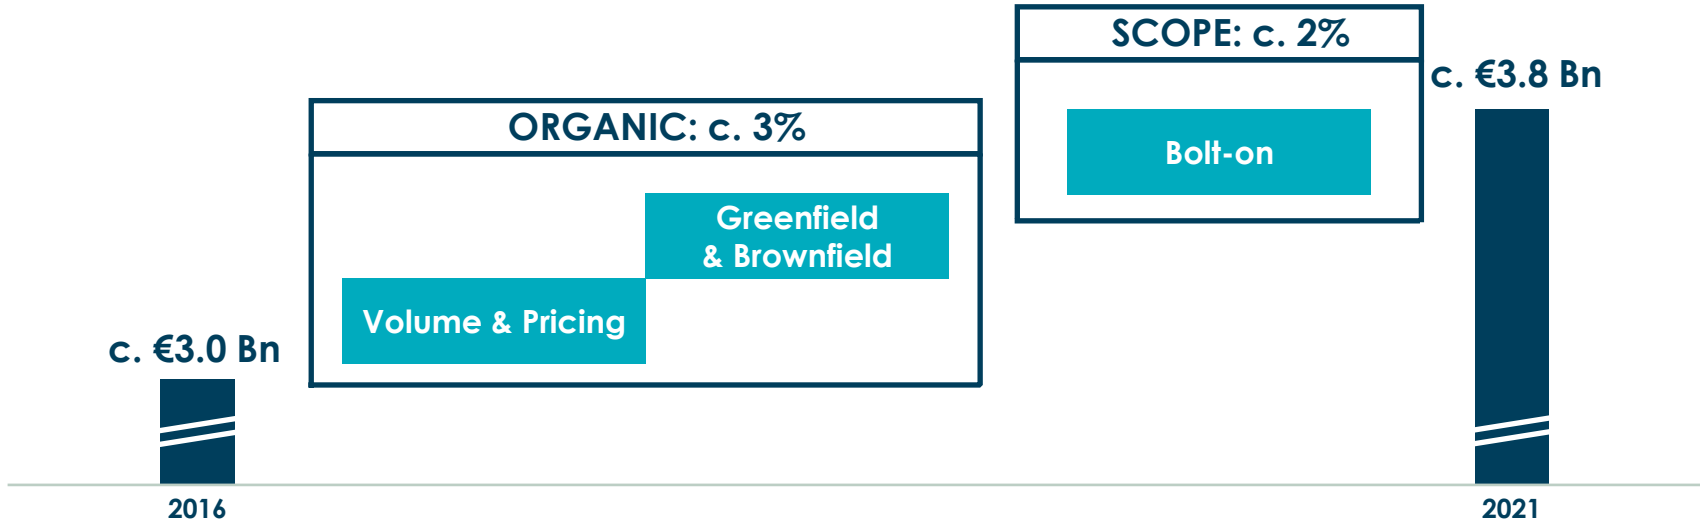 SCOPE: c. 2%
c. €3.8 Bn
ORGANIC: c. 3%
Bolt-on
Greenfield
& Brownfield
Volume & Pricing
c. €3.0 Bn
2016
2021